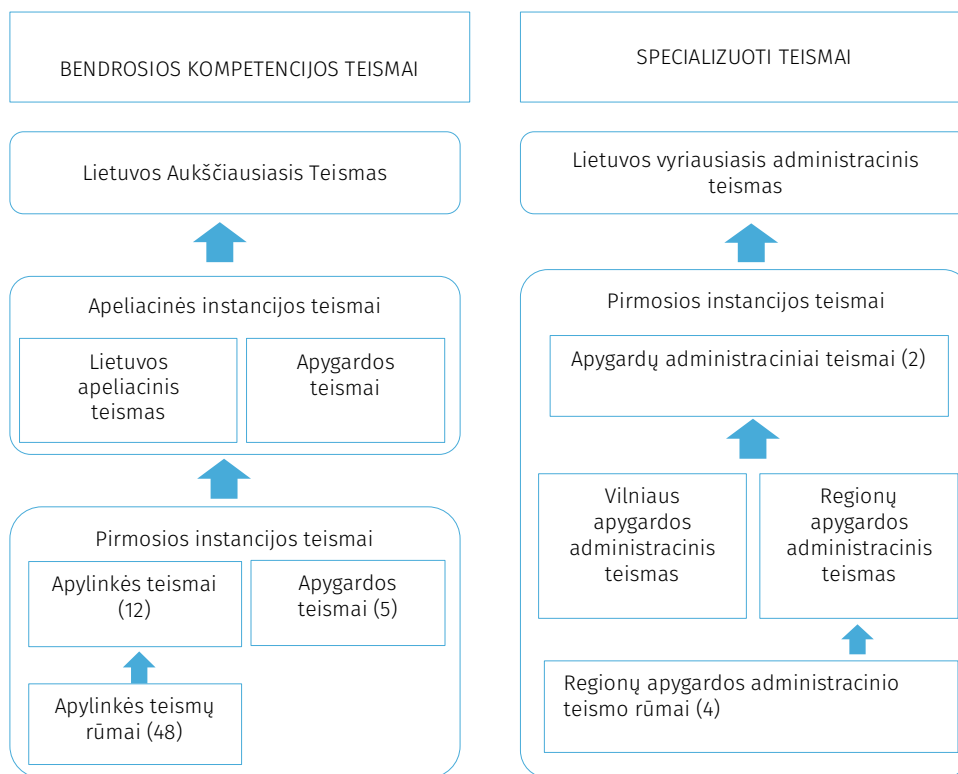 BENDROSIOS KOMPETENCIJOS TEISMAI
Lietuvos Aukščiausiasis Teismas
Apeliacinės instancijos teismai
Lietuvos
apeliacinis
teismas
Apygardos
teismai
Pirmosios instancijos teismai
Apylinkės teismai
(12)
Apygardos
teismai (5)
Apylinkės teismų
rūmai (48)
SPECIALIZUOTI TEISMAI
Lietuvos vyriausiasis administracinis
teismas
Pirmosios instancijos teismai
Apygardų administraciniai teismai (2)
Vilniaus
apygardos
administracinis
teismas
Regionų
apygardos
administracinis
teismas
Regionų apygardos administracinio
teismo rūmai (4)